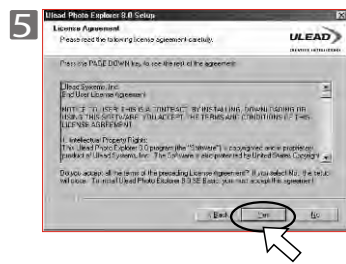 5
Ulead Photo Explorer 8.0 Setup
License Agreement
Please read the following license agreement carefully.
ULEAD
Press the PAGE DOWN key to see the rest of the agreement.
Ulead Systems, Inc.
End User License Agreement
NOTICE TO USER: THIS IS A CONTRACT. BY INSTALLING, DOWNLOADING OR
USING THIS SOFTWARE YOU ACCEPT THE TERMS AND CONDITIONS OF THIS
LICENSE AGREEMENT.
Intellectual Property Rights:
This Ulead Photo Explorer 8.0 program (the "Software") is copyrighted and a proprietary
product of Ulead Systems, Inc. The Software is also protected by United States Copyright
Do you accept all the terms of the preceding License Agreement? If you select No, the setup
will close. To install Ulead Photo Explorer 8.0 SE Basic, you must accept this agreement.
< Back Yes No